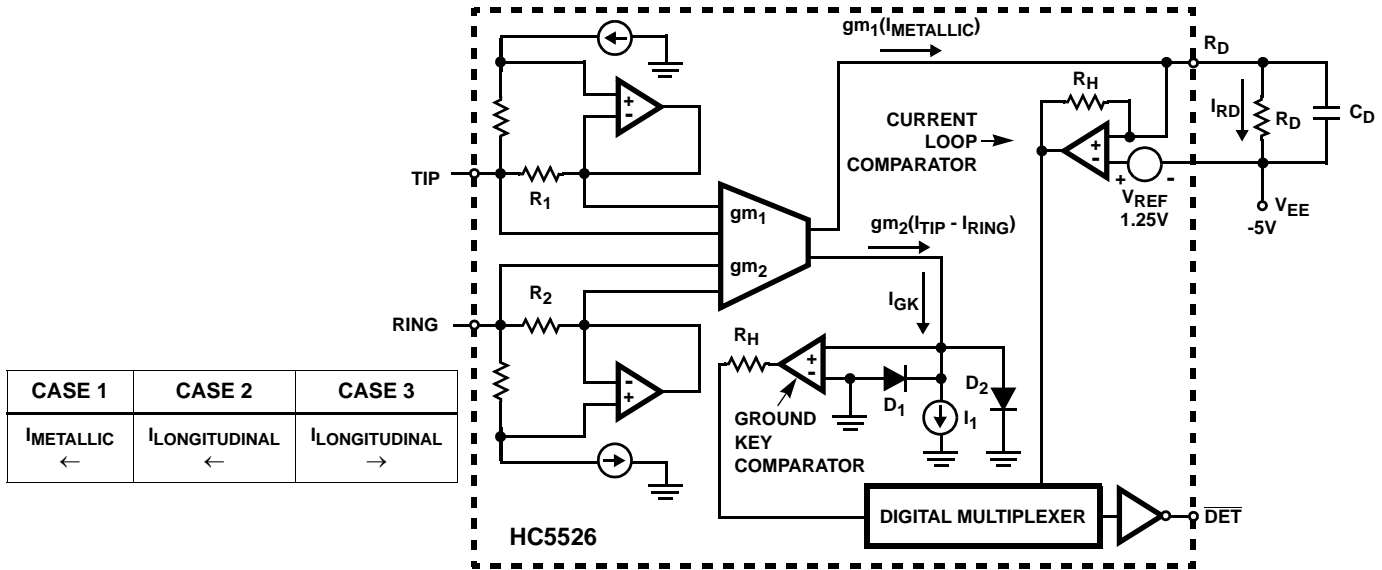 gm1(IMETALLIC)
RD
RH
IRD
RD
CD
CURRENT
LOOP
COMPARATOR
+
-
+
-
VREF
1.25V
VEE
-5V
+
-
TIP
R1
gm1
gm2
gm2(ITIP - IRING)
IGK
RING
R2
-
+
RH
+
-
D1
D2
I1
GROUND
KEY
COMPARATOR
CASE 1 CASE 2 CASE 3
IMETALLIC ILONGITUDINAL ILONGITUDINAL
← ← →
DIGITAL MULTIPLEXER
DET
HC5526